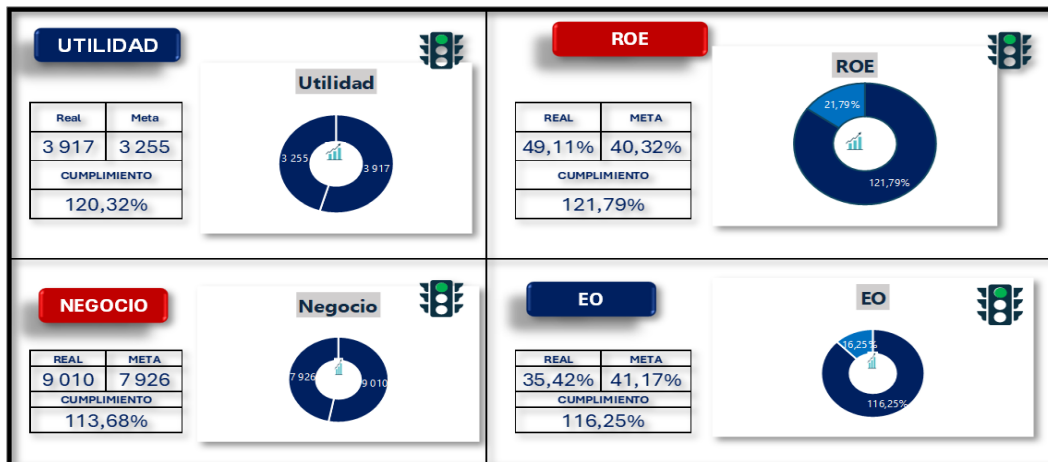 UTILIDAD
Utilidad
Real Meta
3 917 3 255
CUMPLIMIENTO
120,32%
3 255
3 917
ROE
ROE
REAL META
49,11% 40,32%
CUMPLIMIENTO
121,79%
21,79%
121,79%
NEGOCIO
Negocio
REAL META
9 010 7 926
CUMPLIMIENTO
113,68%
7 926
9 010
EO
EO
REAL META
35,42% 41,17%
CUMPLIMIENTO
116,25%
16,25%
116,25%